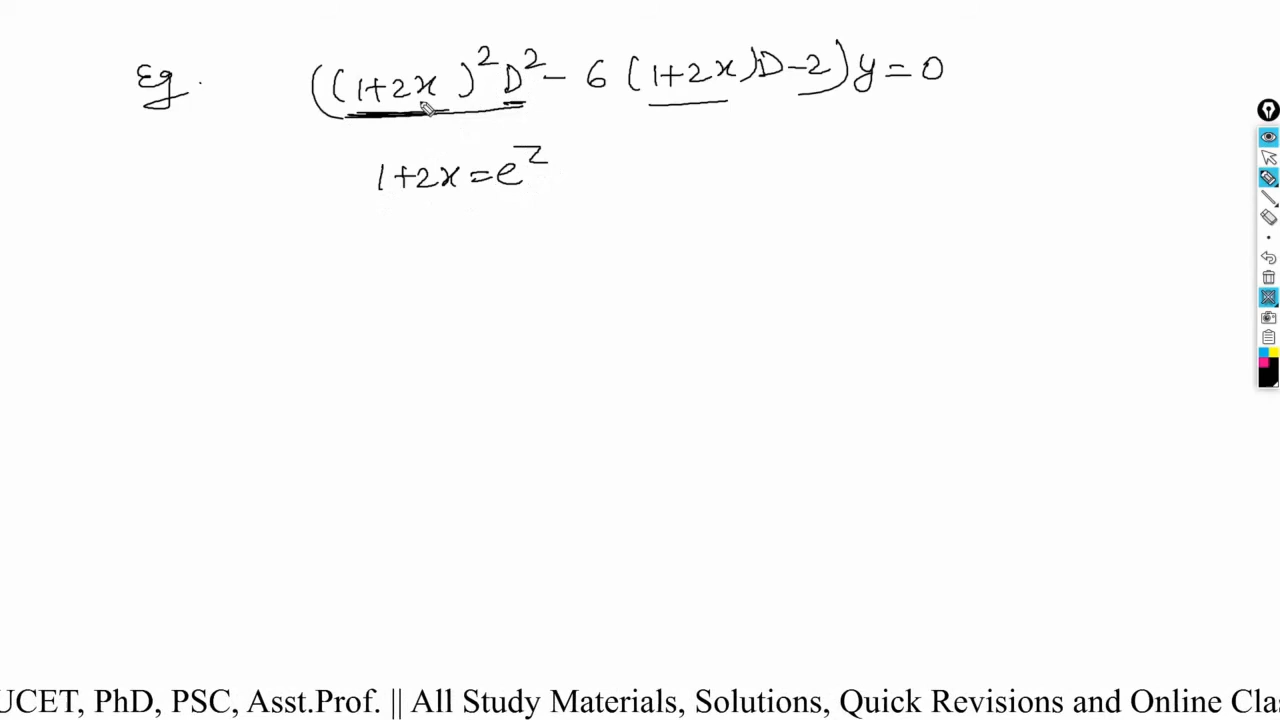 Eg. ((1+2x)²D² - 6(1+2x)D-2)y = 0
1+2x = e^z
UCET, PhD, PSC, Asst.Prof. || All Study Materials, Solutions, Quick Revisions and Online Clas